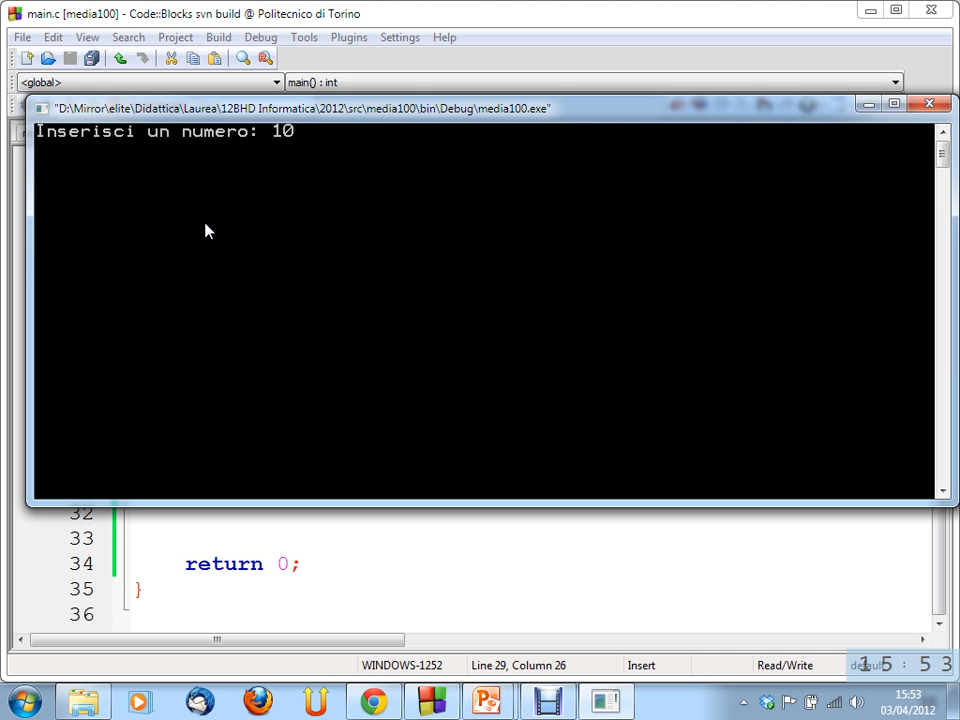 main.c [media100] - Code::Blocks svn build @ Politecnico di Torino
File Edit View Search Project Build Debug Tools Plugins Settings Help
<global> main() : int
"D:\Mirror\elite\Didattica\Laurea\12BHD Informatica\2012\src\media100\bin\Debug\media100.exe"
Inserisci un numero: 10
32
33
34 return 0;
35 }
36
WINDOWS-1252 Line 29, Column 26 Insert Read/Write default
15:53
15:53
03/04/2012